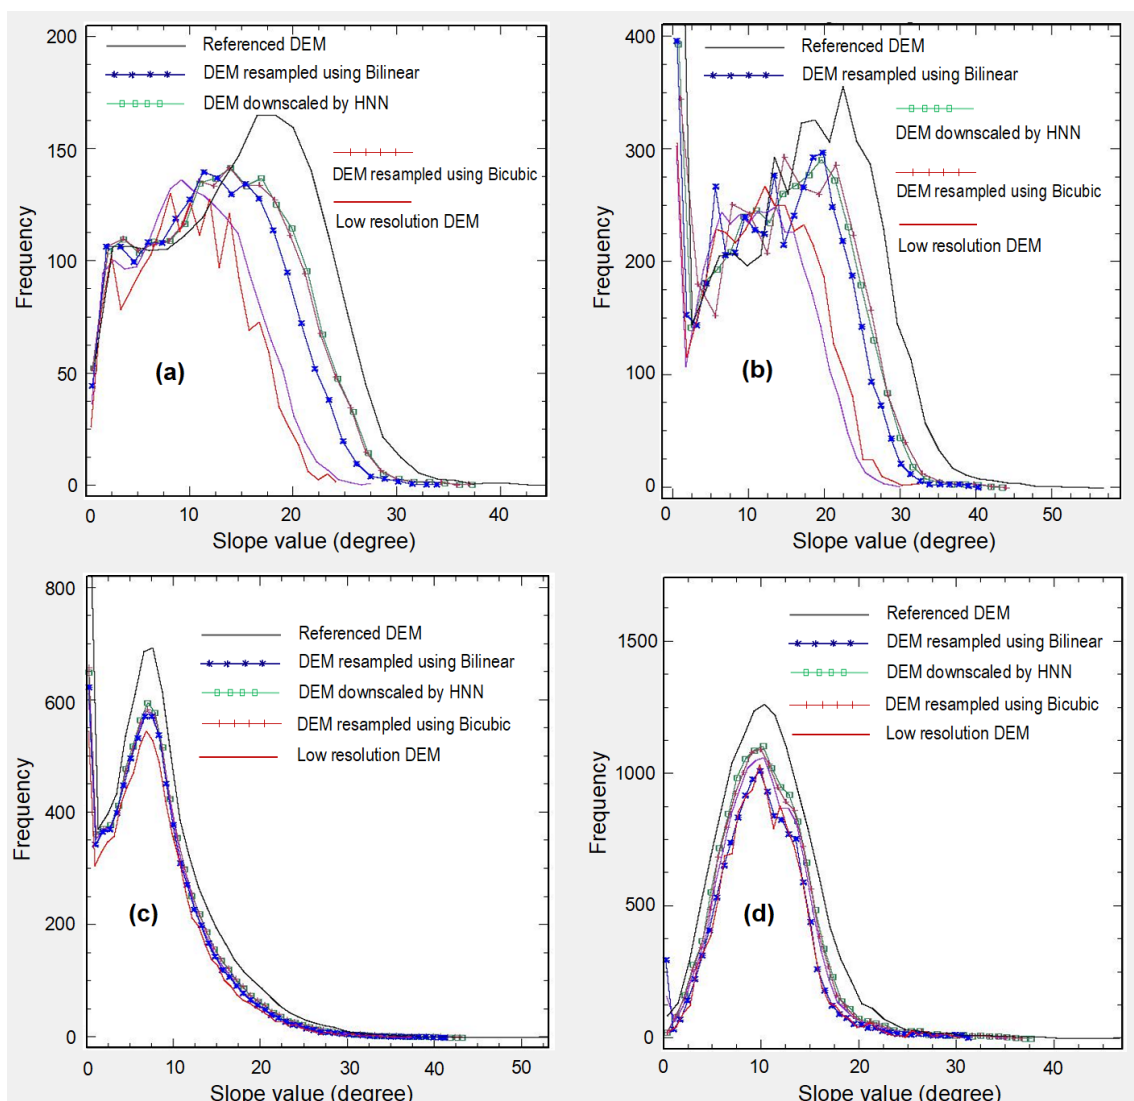 200
150
100
50
0
Frequency
Referenced DEM
DEM resampled using Bilinear
DEM downscaled by HNN
DEM resampled using Bicubic
Low resolution DEM
(a)
0 10 20 30 40
Slope value (degree)
400
300
200
100
0
Frequency
Referenced DEM
DEM resampled using Bilinear
DEM downscaled by HNN
DEM resampled using Bicubic
Low resolution DEM
(b)
0 10 20 30 40 50
Slope value (degree)
800
600
400
200
0
Frequency
Referenced DEM
DEM resampled using Bilinear
DEM downscaled by HNN
DEM resampled using Bicubic
Low resolution DEM
(c)
0 10 20 30 40 50
Slope value (degree)
1500
1000
500
0
Frequency
Referenced DEM
DEM resampled using Bilinear
DEM downscaled by HNN
DEM resampled using Bicubic
Low resolution DEM
(d)
0 10 20 30 40
Slope value (degree)